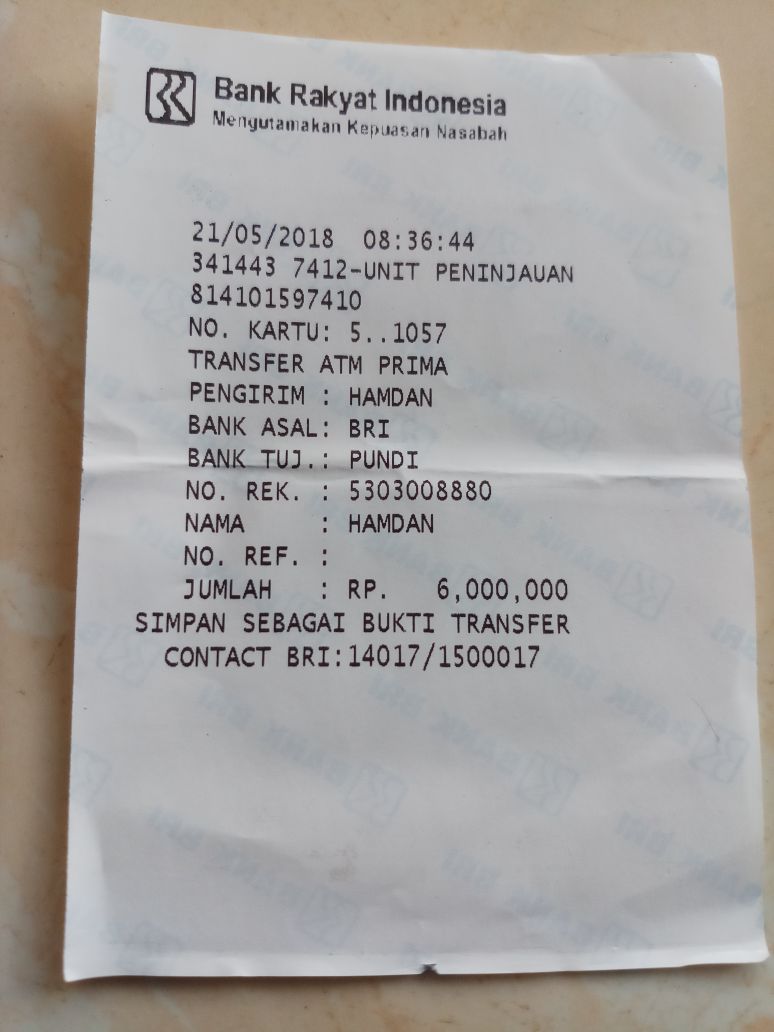 Bank Rakyat Indonesia
Mengutamakan Kepuasan Nasabah
21/05/2018 08:36:44
341443 7412-UNIT PENINJAUAN
814101597410
NO. KARTU: 5..1057
TRANSFER ATM PRIMA
PENGIRIM : HAMDAN
BANK ASAL: BRI
BANK TUJ.: PUNDI
NO. REK. : 5303008880
NAMA : HAMDAN
NO. REF. :
JUMLAH : RP. 6,000,000
SIMPAN SEBAGAI BUKTI TRANSFER
CONTACT BRI:14017/1500017